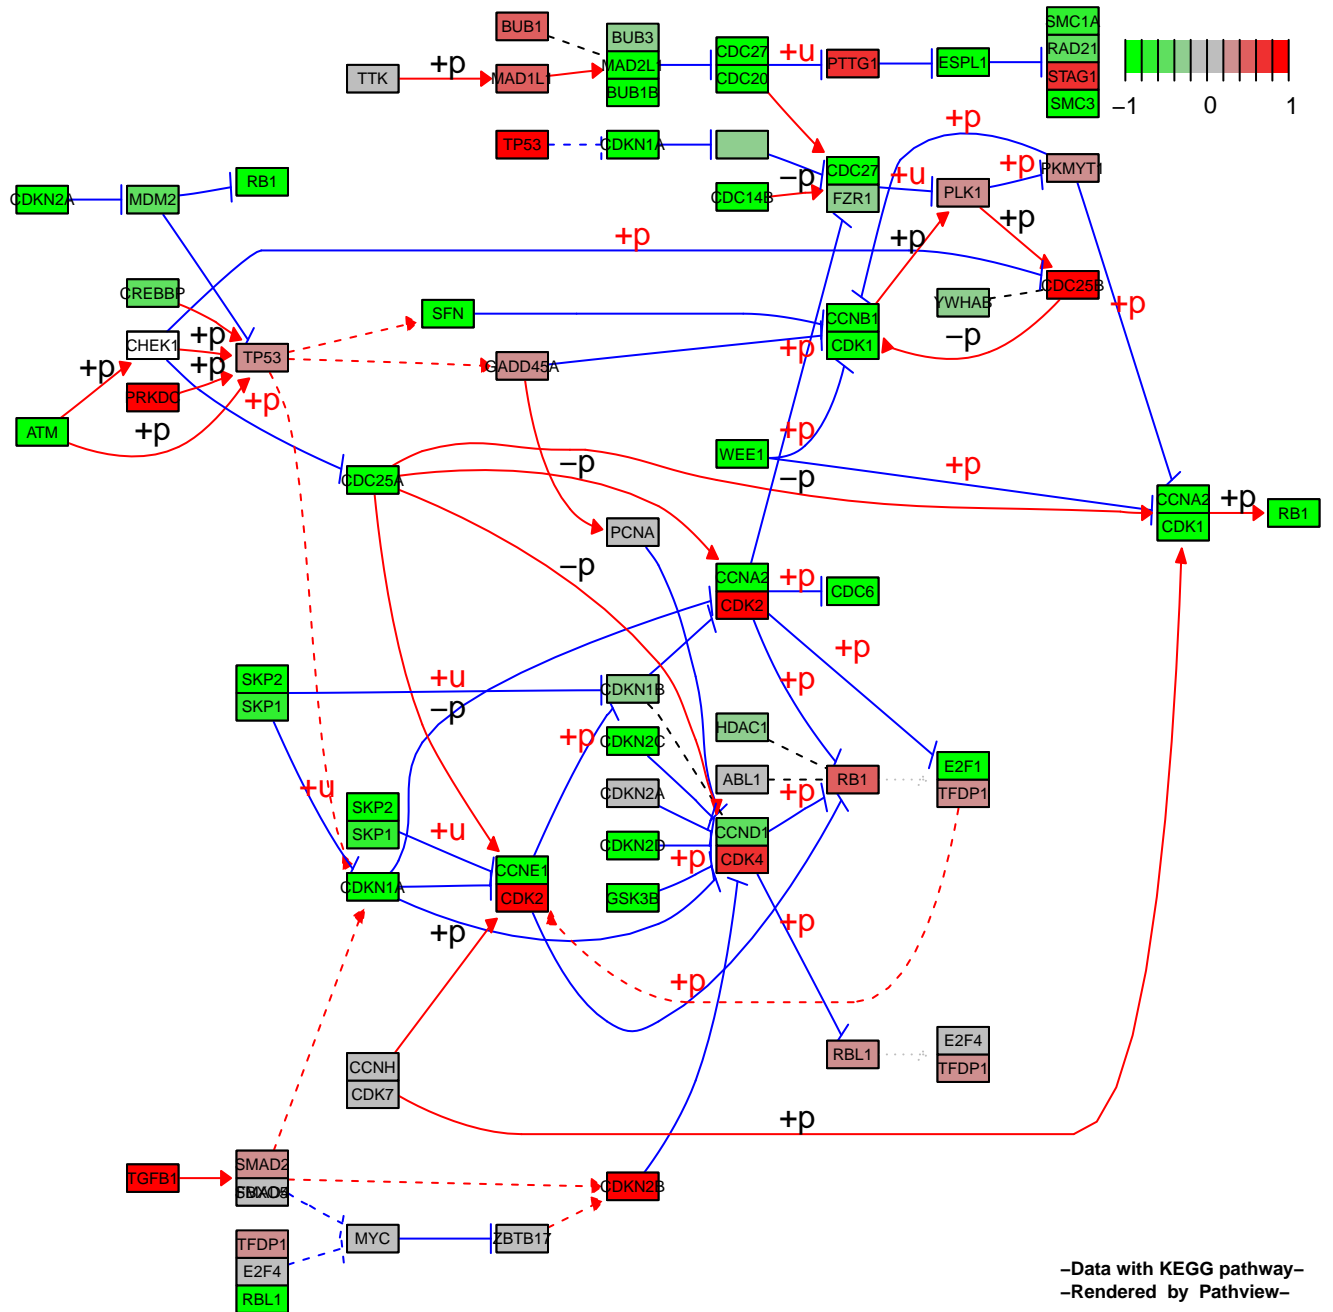 BUB1
BUB3
SMC1A
TTK
+p
MAD1L1
MAD2L1
BUB1B
CDC27
CDC20
+u
PTTG1
ESPL1
RAD21
STAG1
SMC3
−1
0
1
TP53
CDKN1A
+p
CDKN2A
MDM2
RB1
CDC27
FZR1
−p
CDC14B
+u
PLK1
+p
PKMYT1
+p
+p
+p
CREBBP
YWHAB
CDC25B
+p
SFN
CCNB1
CDK1
−p
CHEK1
+p
TP53
+p
GADD45A
+p
+p
PRKDC
+p
ATM
+p
+p
WEE1
+p
CDC25A
−p
−p
CCNA2
CDK1
+p
RB1
PCNA
−p
CCNA2
CDK2
+p
CDC6
+p
+p
SKP2
SKP1
+u
−p
CDKN1B
+p
CDKN2C
HDAC1
E2F1
TFDP1
ABL1
RB1
+u
CDKN2A
+p
SKP2
SKP1
+u
CDKN2D
CCND1
CDK4
+p
CDKN1A
CCNE1
CDK2
GSK3B
+p
+p
+p
CCNH
CDK7
RBL1
E2F4
TFDP1
+p
TGFB1
SMAD2
CDKN2B
MYC
ZBTB17
TFDP1
E2F4
RBL1
−Data with KEGG pathway−
−Rendered by Pathview−